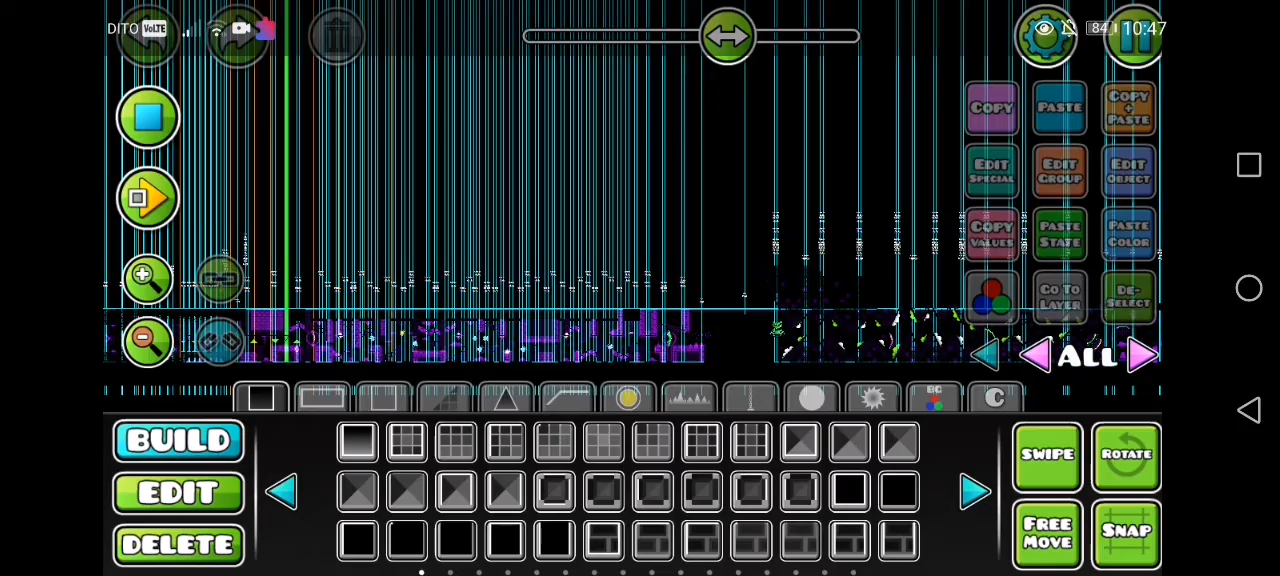 DITO VoLTE 84 10:47
COPY PASTE COPY + PASTE
EDIT SPECIAL EDIT GROUP EDIT OBJECT
COPY VALUES PASTE STATE PASTE COLOR
GO TO LAYER DE-SELECT
ALL
BG C
BUILD
EDIT
DELETE
SWIPE ROTATE
FREE MOVE SNAP